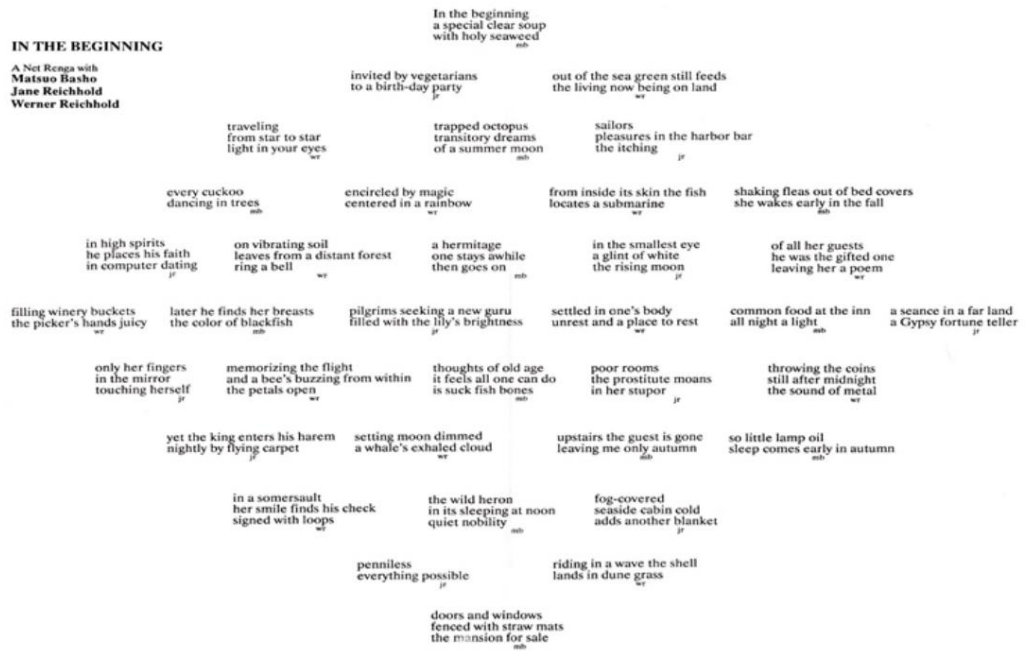 IN THE BEGINNING
A Net Renga with
Matsuo Basho
Jane Reichhold
Werner Reichhold
In the beginning
a special clear soup
with holy seaweed
mb
invited by vegetarians
to a birth-day party
jr
out of the sea green still feeds
the living now being on land
wr
traveling
from star to star
light in your eyes
wr
trapped octopus
transitory dreams
of a summer moon
mb
sailors
pleasures in the harbor bar
the itching
jr
every cuckoo
dancing in trees
mb
encircled by magic
centered in a rainbow
wr
from inside its skin the fish
locates a submarine
wr
shaking fleas out of bed covers
she wakes early in the fall
mb
in high spirits
he places his faith
in computer dating
jr
on vibrating soil
leaves from a distant forest
ring a bell
wr
a hermitage
one stays awhile
then goes on
mb
in the smallest eye
a glint of white
the rising moon
jr
of all her guests
he was the gifted one
leaving her a poem
wr
filling winery buckets
the picker's hands juicy
wr
later he finds her breasts
the color of blackfish
mb
pilgrims seeking a new guru
filled with the lily's brightness
jr
settled in one's body
unrest and a place to rest
wr
common food at the inn
all night a light
mb
a seance in a far land
a Gypsy fortune teller
jr
only her fingers
in the mirror
touching herself
jr
memorizing the flight
and a bee's buzzing from within
the petals open
wr
thoughts of old age
it feels all one can do
is suck fish bones
mb
poor rooms
the prostitute moans
in her stupor
jr
throwing the coins
still after midnight
the sound of metal
wr
yet the king enters his harem
nightly by flying carpet
jr
setting moon dimmed
a whale's exhaled cloud
wr
upstairs the guest is gone
leaving me only autumn
mb
so little lamp oil
sleep comes early in autumn
mb
in a somersault
her smile finds his check
signed with loops
wr
the wild heron
in its sleeping at noon
quiet nobility
mb
fog-covered
seaside cabin cold
adds another blanket
jr
penniless
everything possible
jr
riding in a wave the shell
lands in dune grass
wr
doors and windows
fenced with straw mats
the mansion for sale
mb